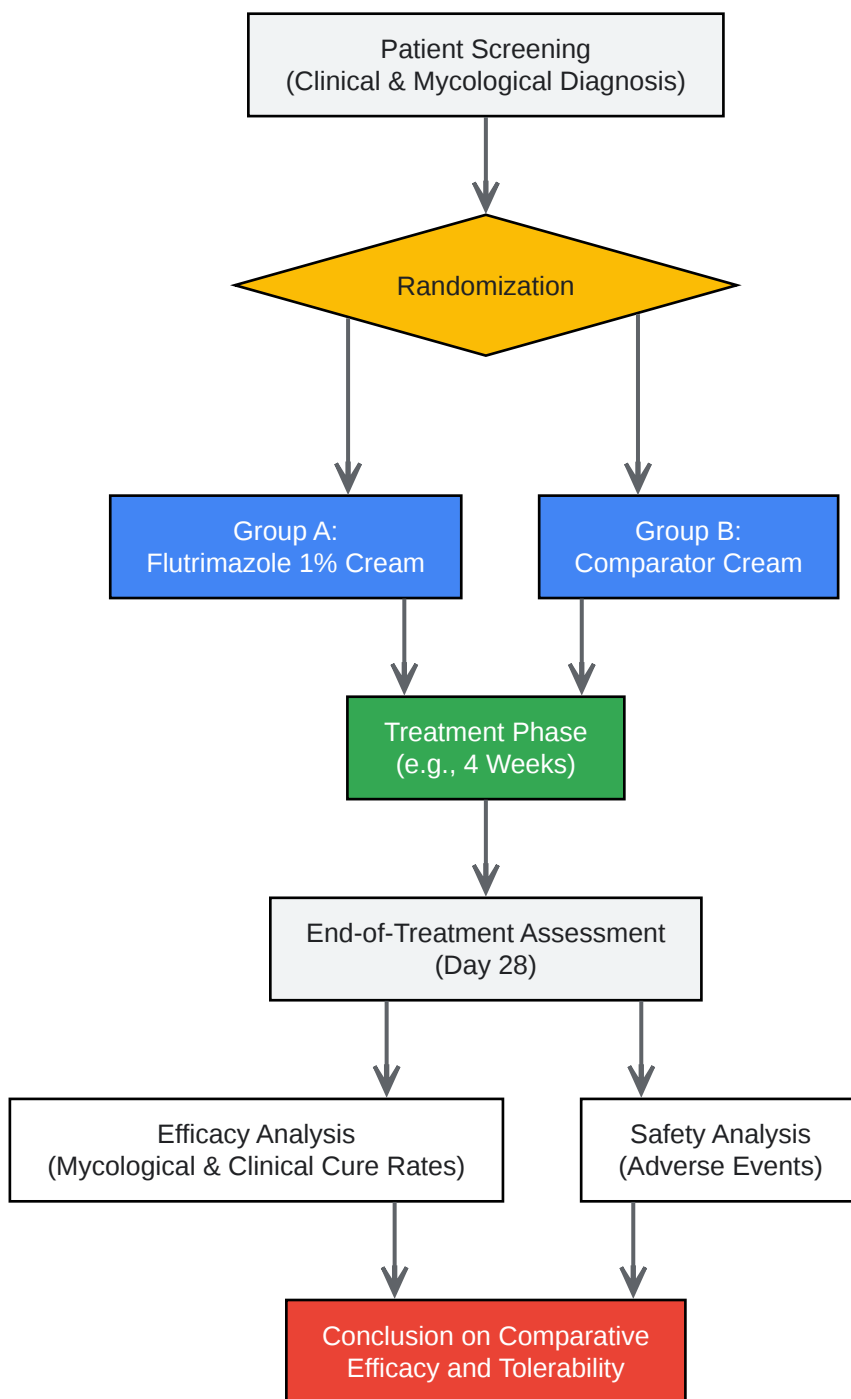 Patient Screening
(Clinical & Mycological Diagnosis)
Randomization
Group A:
Flutrimazole 1% Cream
Group B:
Comparator Cream
Treatment Phase
(e.g., 4 Weeks)
End-of-Treatment Assessment
(Day 28)
Efficacy Analysis
(Mycological & Clinical Cure Rates)
Safety Analysis
(Adverse Events)
Conclusion on Comparative
Efficacy and Tolerability